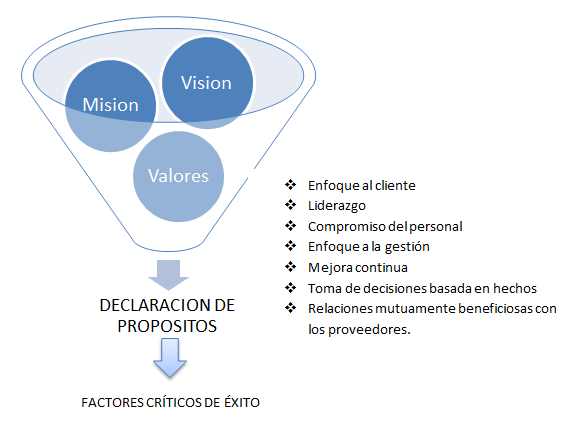 Mision
Vision
Valores
❖ Enfoque al cliente
❖ Liderazgo
❖ Compromiso del personal
❖ Enfoque a la gestión
❖ Mejora continua
❖ Toma de decisiones basada en hechos
❖ Relaciones mutuamente beneficiosas con
los proveedores.
DECLARACION DE
PROPOSITOS
FACTORES CRÍTICOS DE ÉXITO